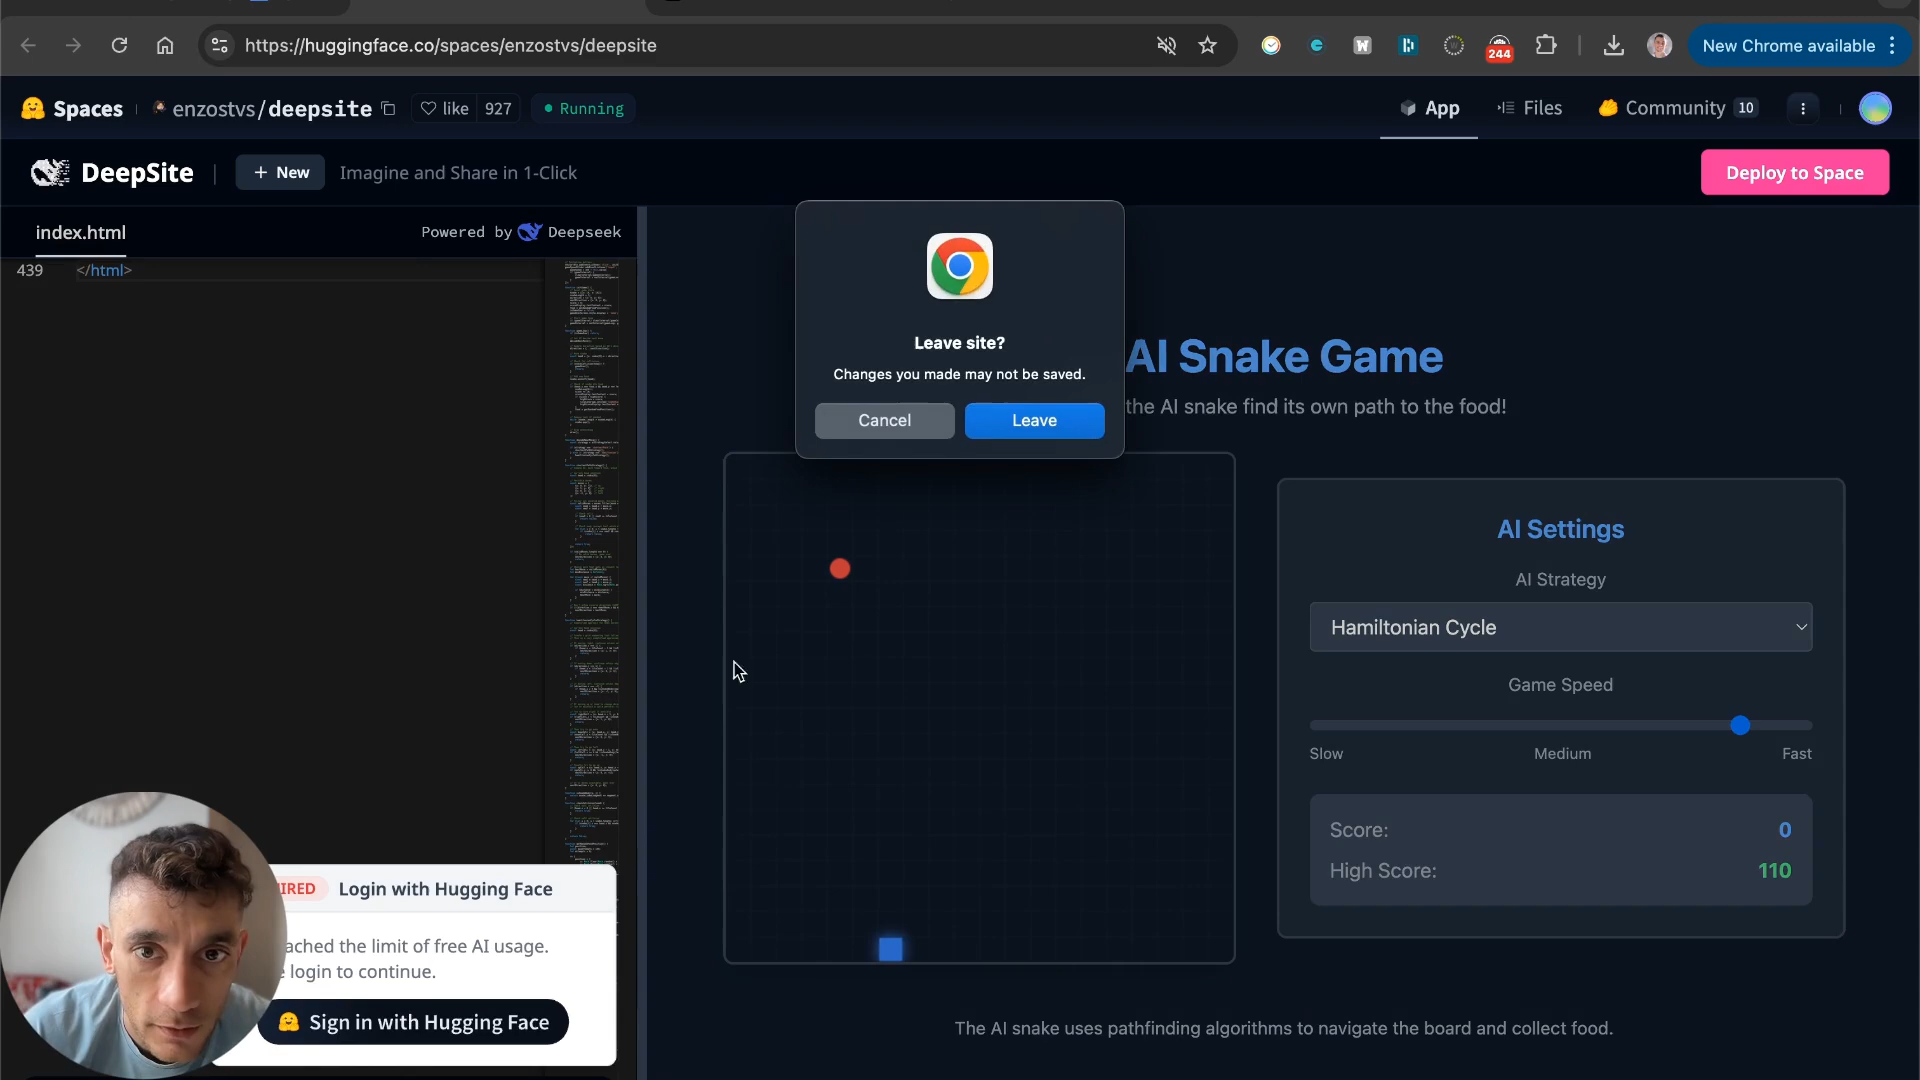 https://huggingface.co/spaces/enzostvs/deepsite
244
New Chrome available
Spaces
enzostvs/deepsite
like
927
Running
App
Files
Community 10
DeepSite
+ New
Imagine and Share in 1-Click
Deploy to Space
index.html
Powered by Deepseek
439 </html>
Leave site?
Changes you made may not be saved.
Cancel
Leave
AI Snake Game
the AI snake find its own path to the food!
AI Settings
AI Strategy
Hamiltonian Cycle
Game Speed
Slow
Medium
Fast
Score: 0
High Score: 110
Login with Hugging Face
the limit of free AI usage.
login to continue.
Sign in with Hugging Face
The AI snake uses pathfinding algorithms to navigate the board and collect food.